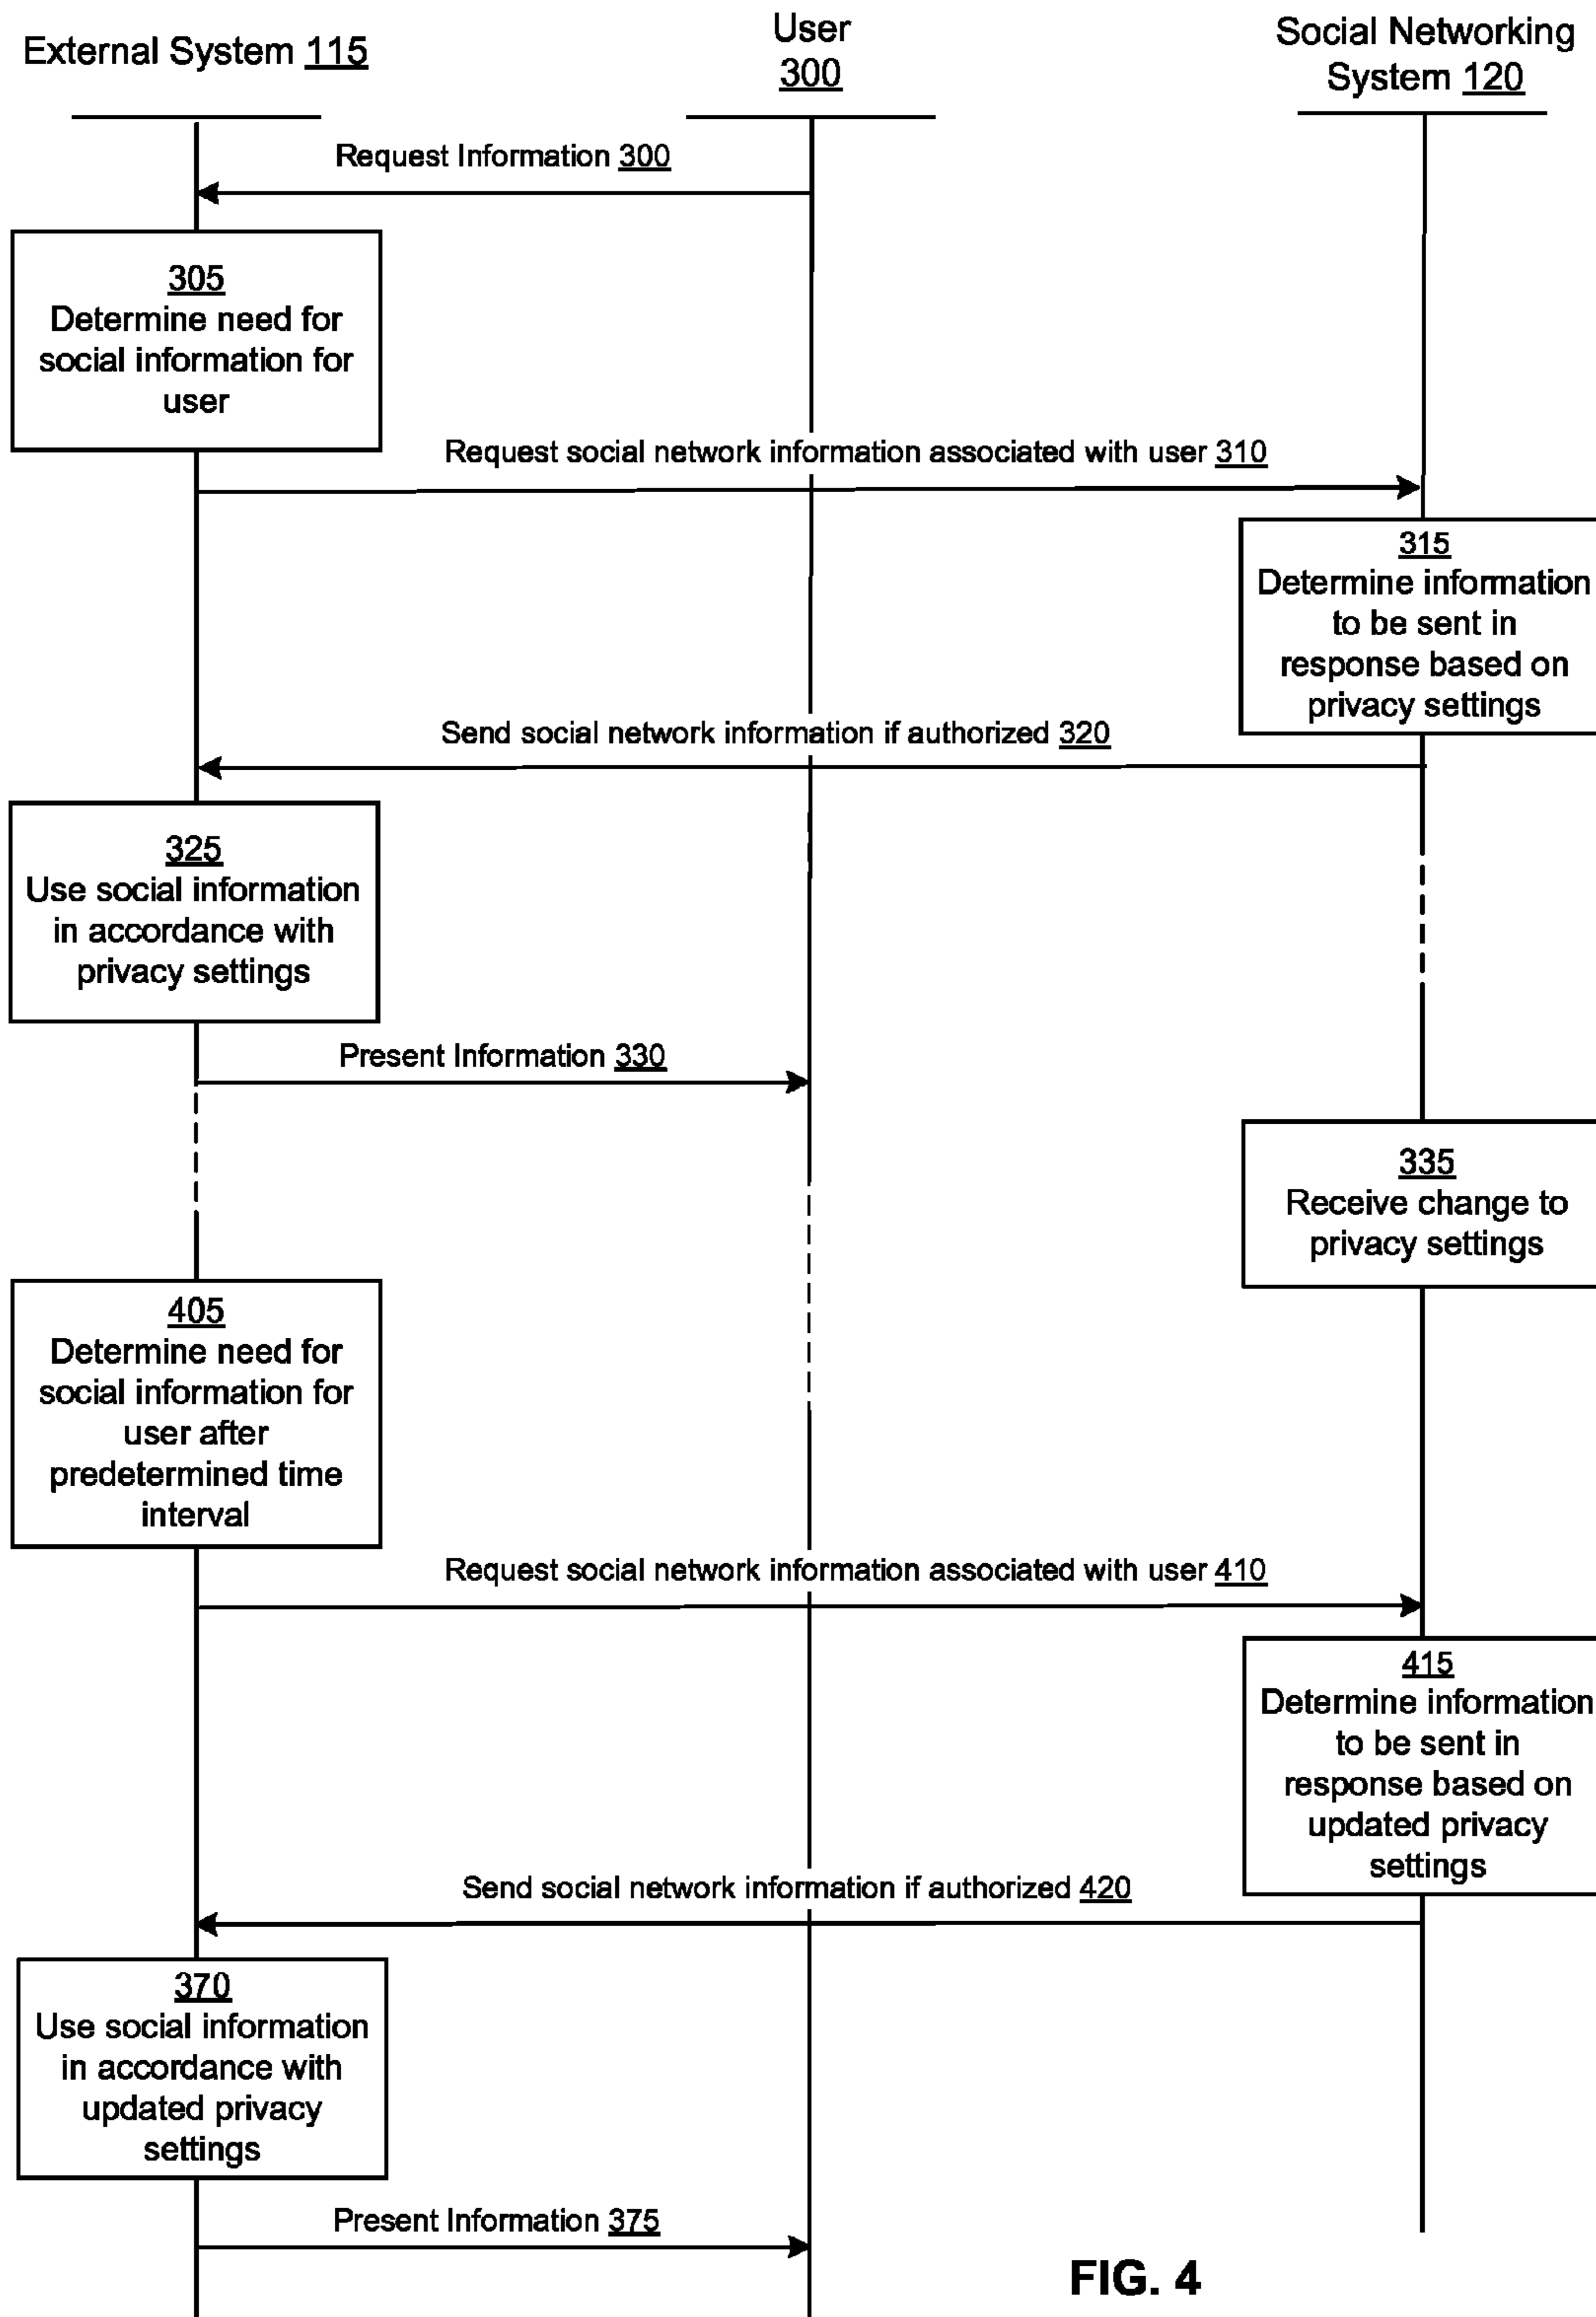 External System 115
User
300
Social Networking
System 120
Request Information 300
305
Determine need for
social information for
user
Request social network information associated with user 310
315
Determine information
to be sent in
response based on
privacy settings
Send social network information if authorized 320
325
Use social information
in accordance with
privacy settings
Present Information 330
335
Receive change to
privacy settings
405
Determine need for
social information for
user after
predetermined time
interval
Request social network information associated with user 410
415
Determine information
to be sent in
response based on
updated privacy
settings
Send social network information if authorized 420
370
Use social information
in accordance with
updated privacy
settings
Present Information 375
FIG. 4